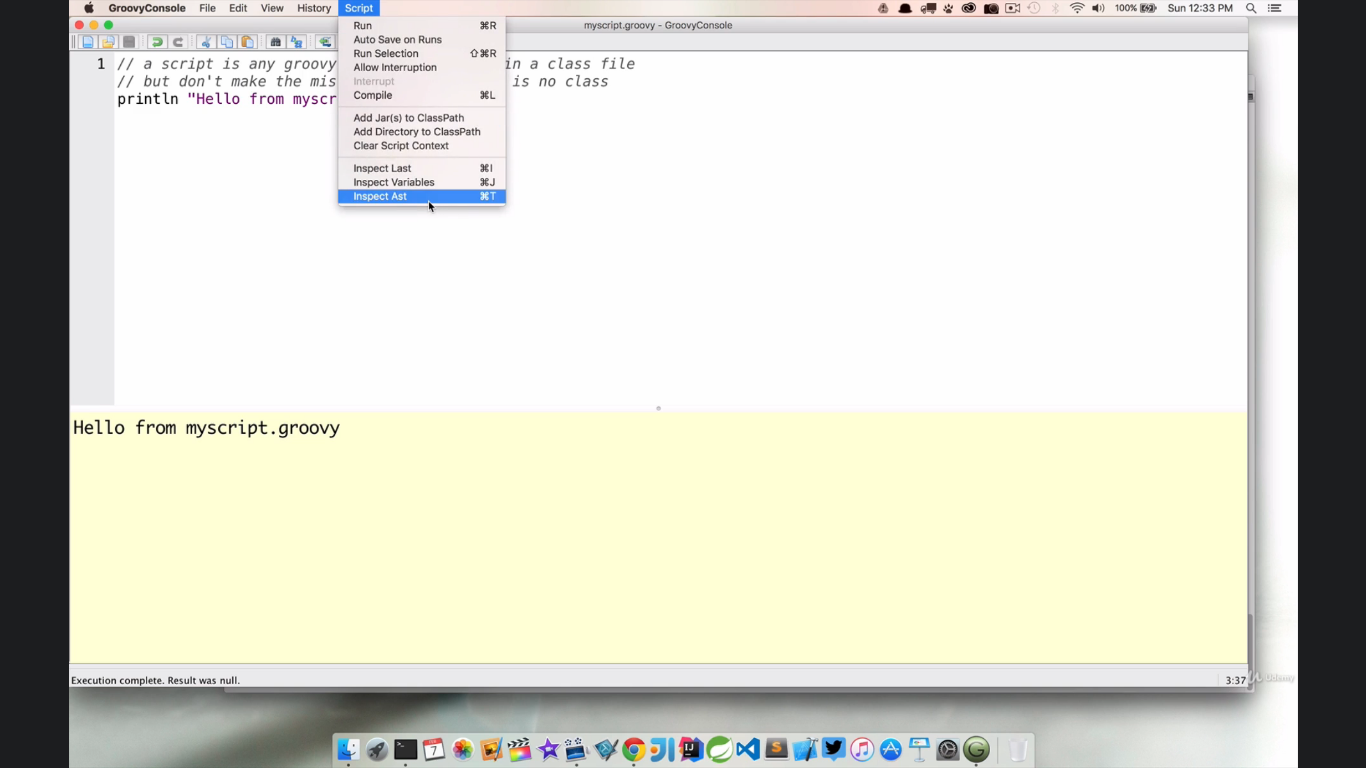 GroovyConsole File Edit View History Script 100% Sun 12:33 PM
myscript.groovy - GroovyConsole
Run ⌘R
Auto Save on Runs
Run Selection ⇧⌘R
Allow Interruption
Interrupt
Compile ⌘L
Add Jar(s) to ClassPath
Add Directory to ClassPath
Clear Script Context
Inspect Last ⌘I
Inspect Variables ⌘J
Inspect Ast ⌘T
1 // a script is any groovy in a class file
// but don't make the mis is no class
println "Hello from myscr
Hello from myscript.groovy
Execution complete. Result was null. 3:37
Udemy
7